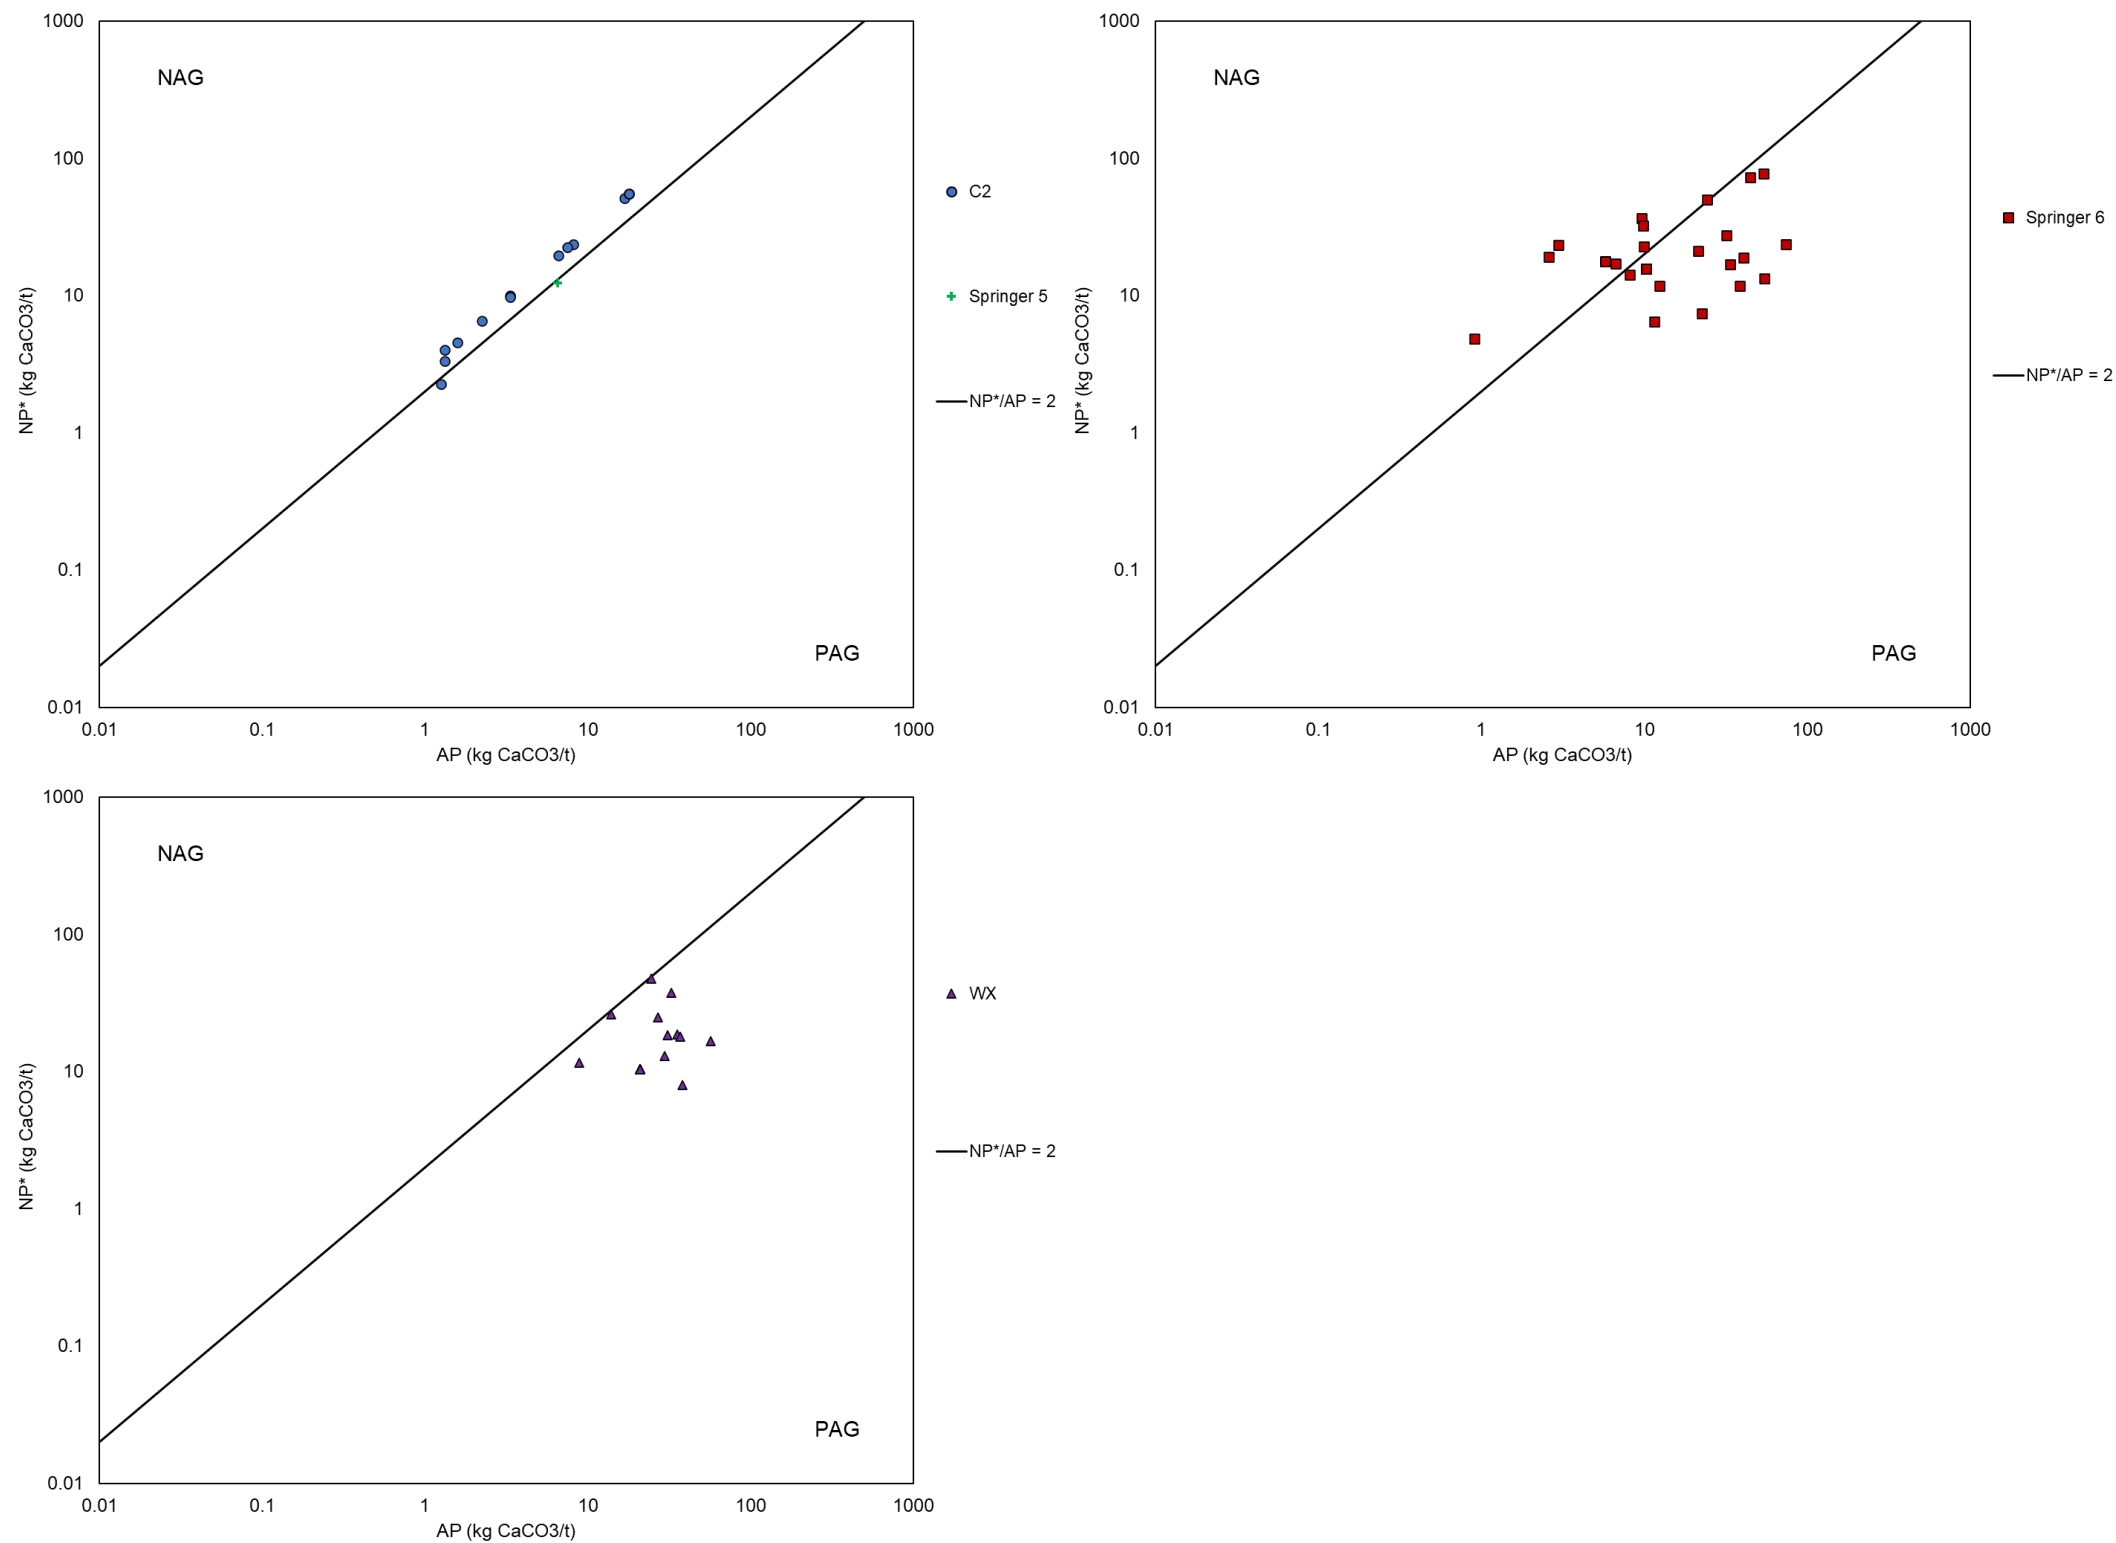 1000
100
10
1
0.1
0.01
NP* (kg CaCO3/t)
NAG
PAG
0.01 0.1 1 10 100 1000
AP (kg CaCO3/t)
C2
Springer 5
NP*/AP = 2
1000
100
10
1
0.1
0.01
NP* (kg CaCO3/t)
NAG
PAG
0.01 0.1 1 10 100 1000
AP (kg CaCO3/t)
Springer 6
NP*/AP = 2
1000
100
10
1
0.1
0.01
NP* (kg CaCO3/t)
NAG
PAG
0.01 0.1 1 10 100 1000
AP (kg CaCO3/t)
WX
NP*/AP = 2